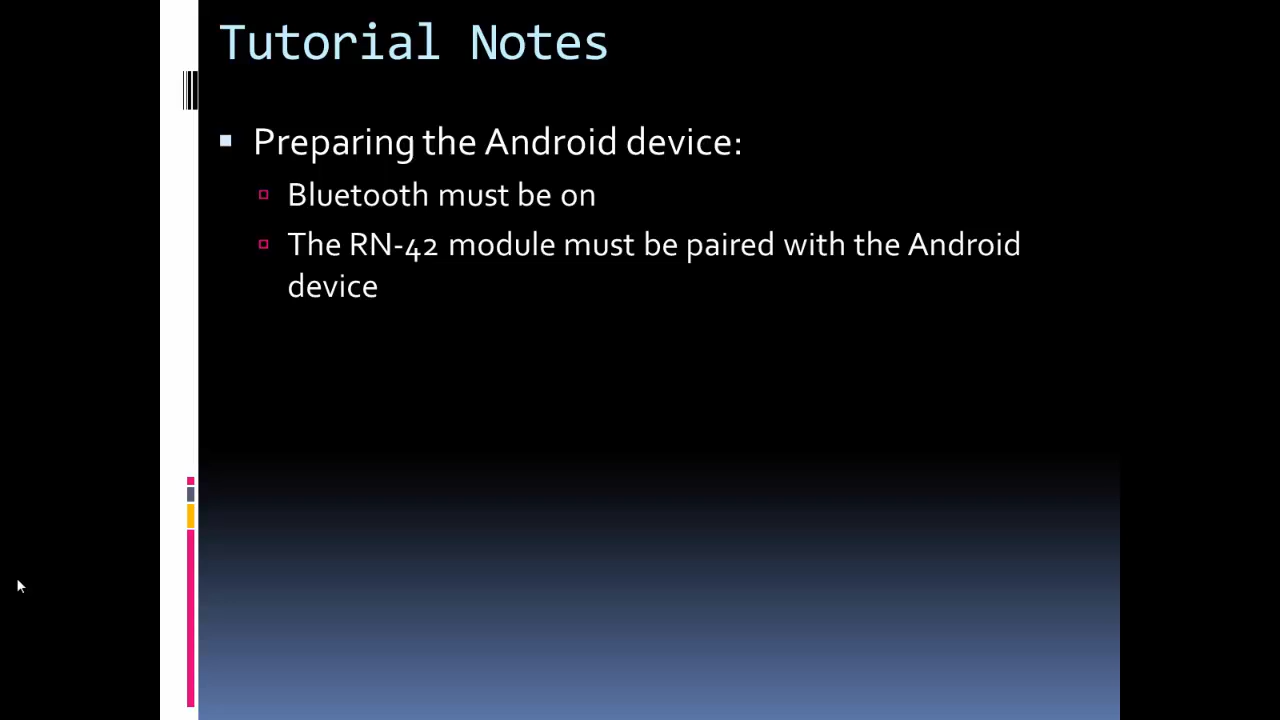 Tutorial Notes
Preparing the Android device:
Bluetooth must be on
The RN-42 module must be paired with the Android
device